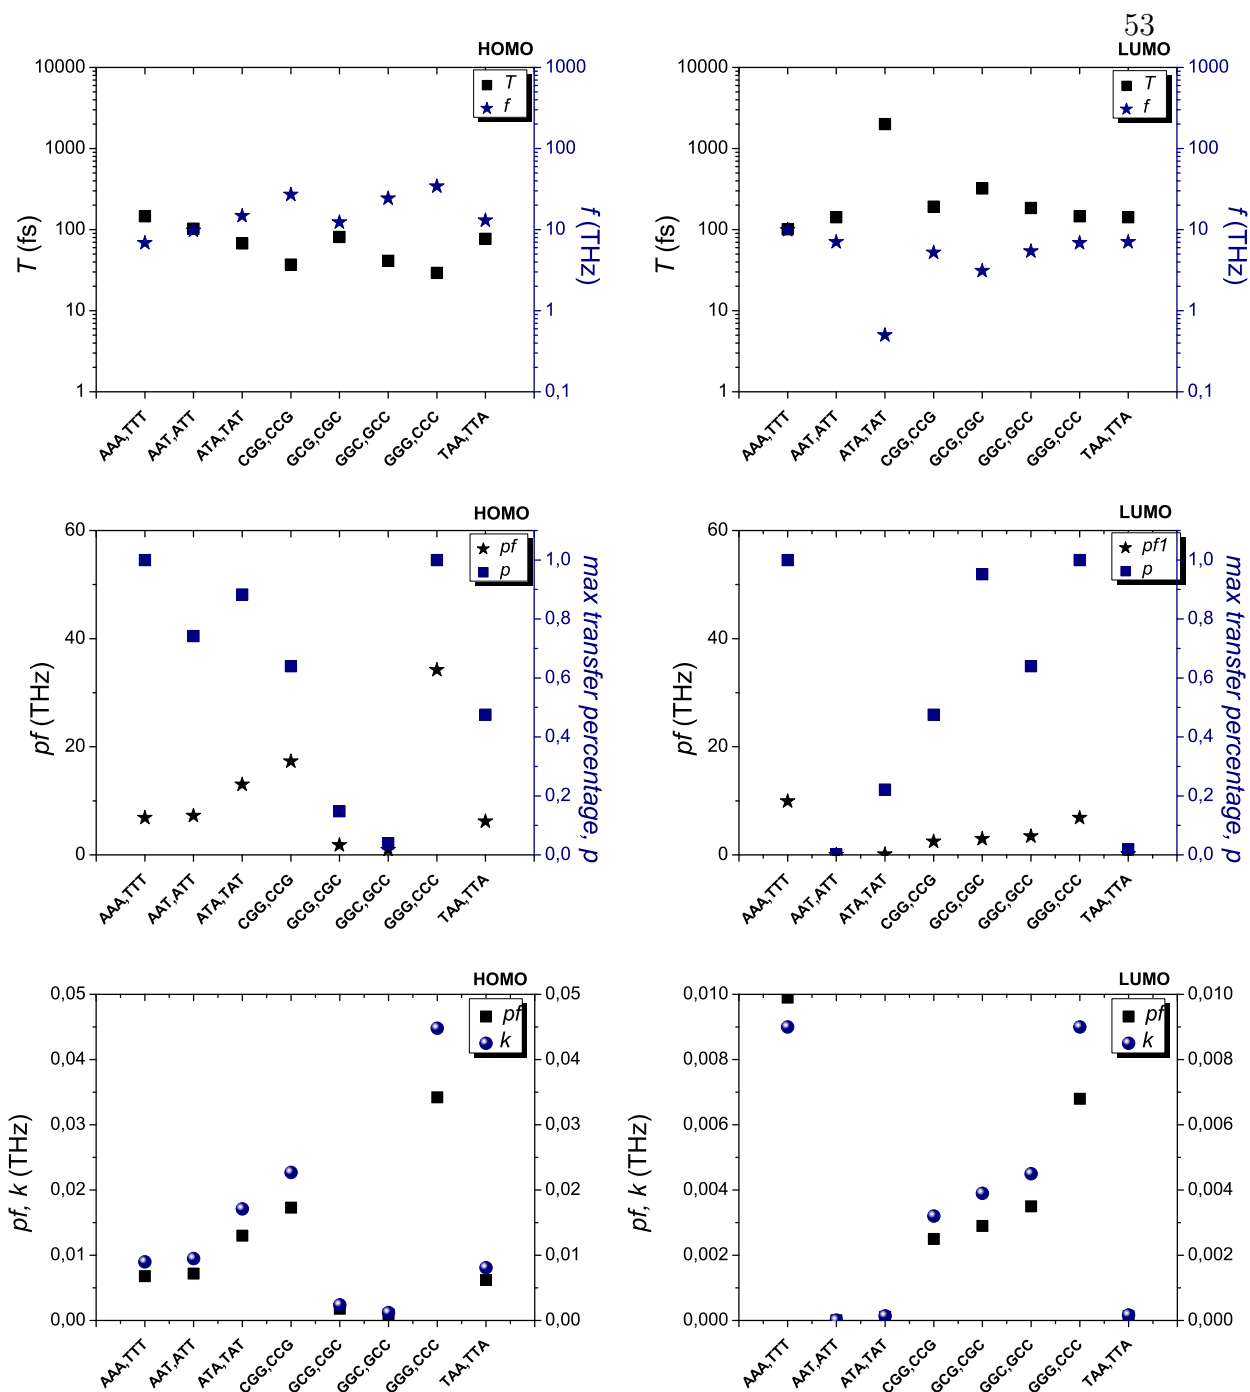 53
HOMO
10000
1000
100
10
1
T (fs)
T
f
1000
100
10
1
0,1
f (THz)
AAA,TTT
AAT,ATT
ATA,TAT
CGG,CCG
GCG,CGC
GGC,GCC
GGG,CCC
TAA,TTA
LUMO
10000
1000
100
10
1
T (fs)
T
f
1000
100
10
1
0,1
f (THz)
AAA,TTT
AAT,ATT
ATA,TAT
CGG,CCG
GCG,CGC
GGC,GCC
GGG,CCC
TAA,TTA
HOMO
60
40
20
0
pf (THz)
pf
p
1,0
0,8
0,6
0,4
0,2
0,0
max transfer percentage, p
AAA,TTT
AAT,ATT
ATA,TAT
CGG,CCG
GCG,CGC
GGC,GCC
GGG,CCC
TAA,TTA
LUMO
60
40
20
0
pf (THz)
pf1
p
1,0
0,8
0,6
0,4
0,2
0,0
max transfer percentage, p
AAA,TTT
AAT,ATT
ATA,TAT
CGG,CCG
GCG,CGC
GGC,GCC
GGG,CCC
TAA,TTA
HOMO
0,05
0,04
0,03
0,02
0,01
0,00
pf, k (THz)
pf
k
0,05
0,04
0,03
0,02
0,01
0,00
AAA,TTT
AAT,ATT
ATA,TAT
CGG,CCG
GCG,CGC
GGC,GCC
GGG,CCC
TAA,TTA
LUMO
0,010
0,008
0,006
0,004
0,002
0,000
pf, k (THz)
pf
k
0,010
0,008
0,006
0,004
0,002
0,000
AAA,TTT
AAT,ATT
ATA,TAT
CGG,CCG
GCG,CGC
GGC,GCC
GGG,CCC
TAA,TTA